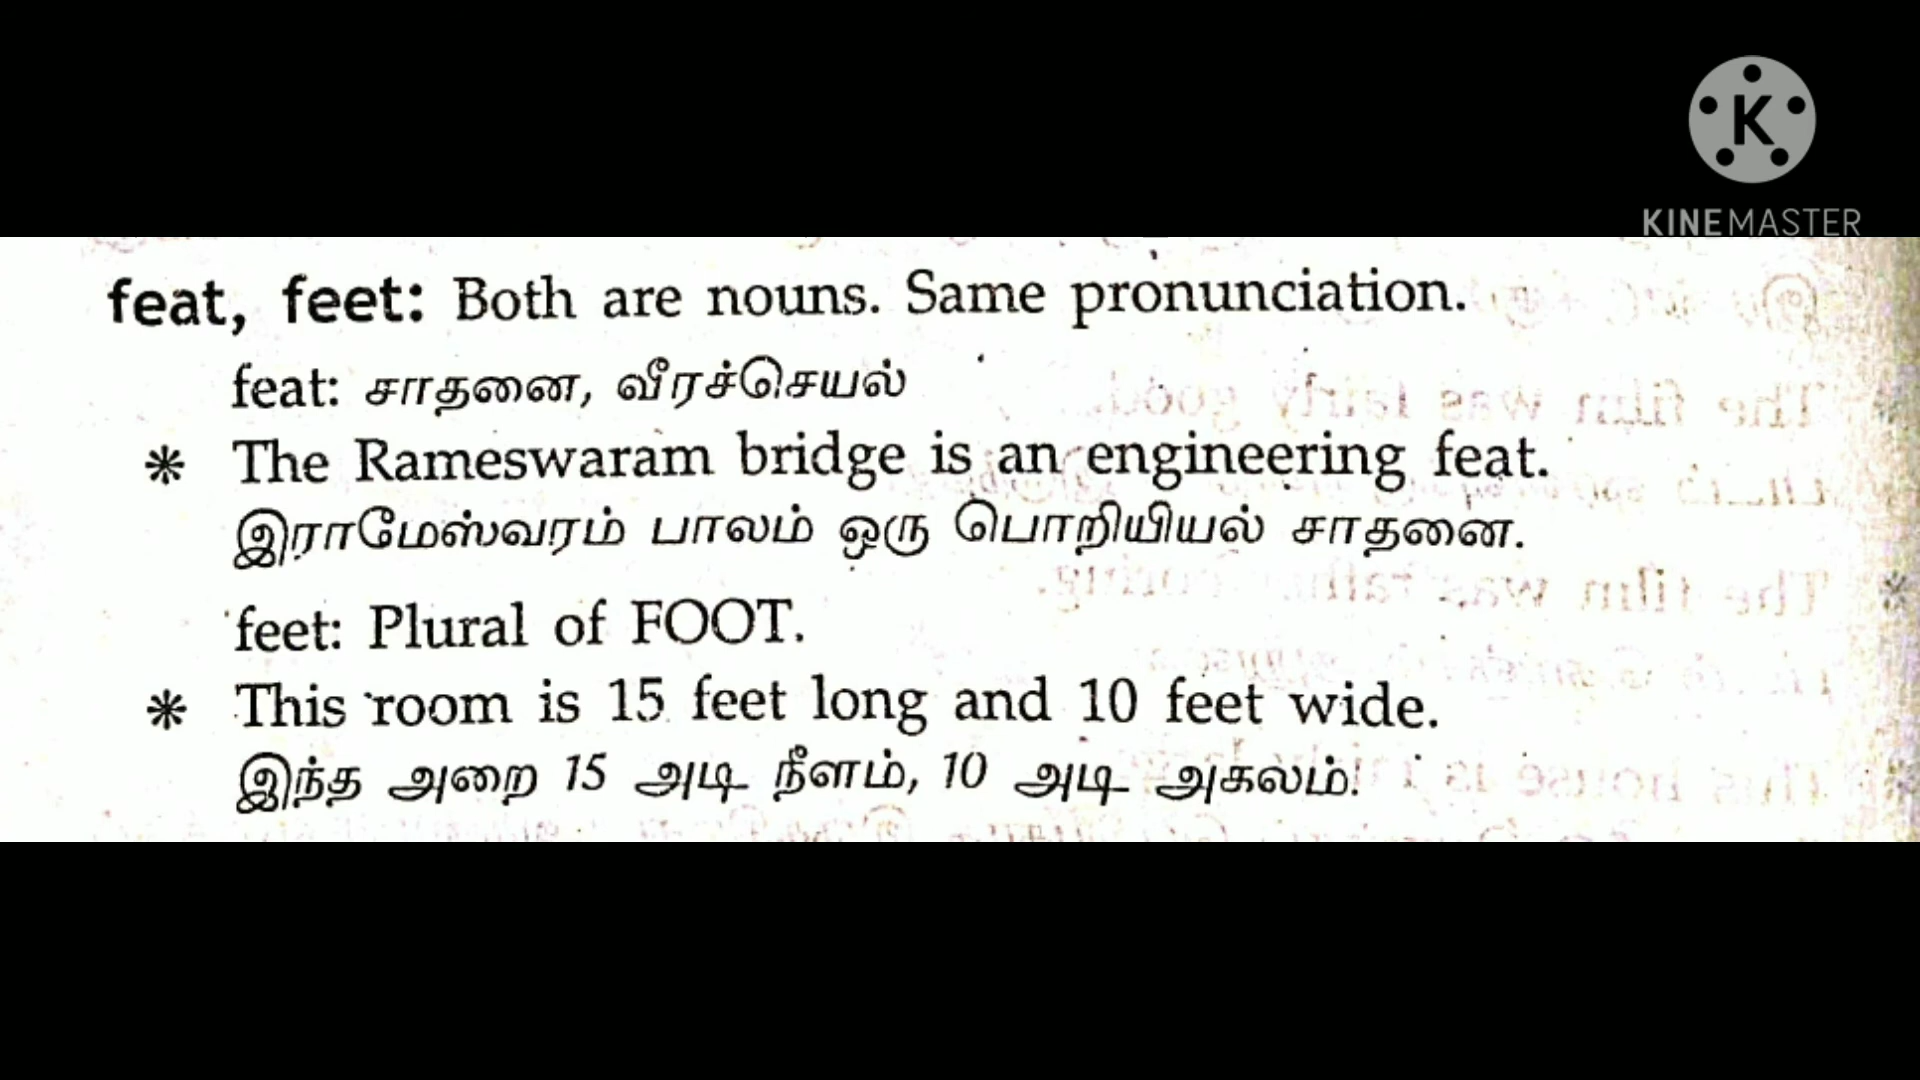 K
KINEMASTER
feat, feet: Both are nouns. Same pronunciation.
feat: சாதனை, வீரச்செயல்
* The Rameswaram bridge is an engineering feat.
இராமேஸ்வரம் பாலம் ஒரு பொறியியல் சாதனை.
feet: Plural of FOOT.
* This room is 15 feet long and 10 feet wide.
இந்த அறை 15 அடி நீளம், 10 அடி அகலம்.